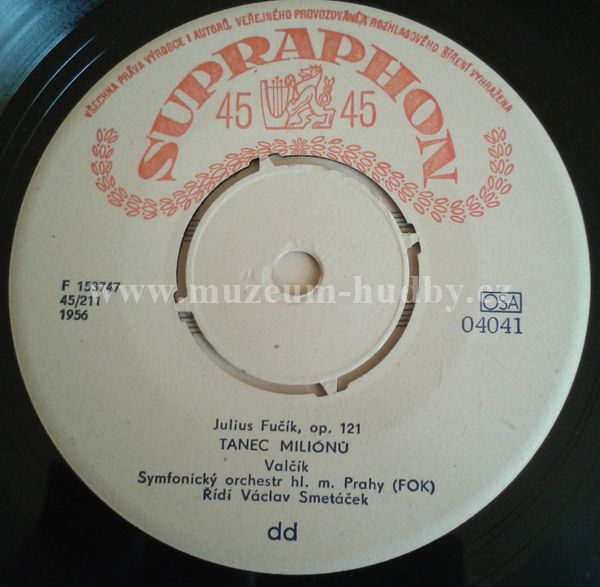 VŠECHNA PRÁVA VÝROBCE I AUTORŮ, VEŘEJNÉHO PROVOZOVÁNÍ A ROZHLASOVÉHO ŠÍŘENÍ VYHRAŽENA
SUPRAPHON
45 45
F 153747
45/211
1956
OSA
04041
www.muzeum-hudby.cz
Julius Fučík, op. 121
TANEC MILIÓNŮ
Valčík
Symfonický orchestr hl. m. Prahy (FOK)
Řídí Václav Smetáček
dd